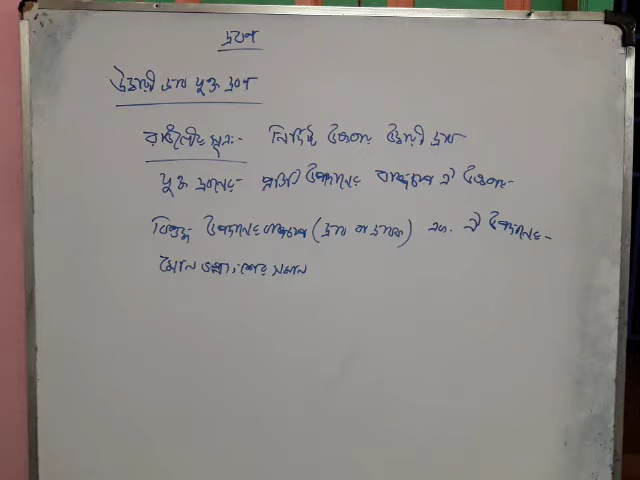 দ্রবণ
উদ্বায়ী দ্রাব যুক্ত দ্রবণ
রাউল্টের সূত্র:- নির্দিষ্ট উষ্ণতায় উদ্বায়ী দ্রাব
যুক্ত দ্রবণের প্রতিটি উপাদানের বাষ্পচাপ ঐ উষ্ণতায়
বিশুদ্ধ উপাদানের বাষ্পচাপ (দ্রাব বা দ্রাবক) এবং ঐ উপাদানের
মোল ভগ্নাংশের সমান